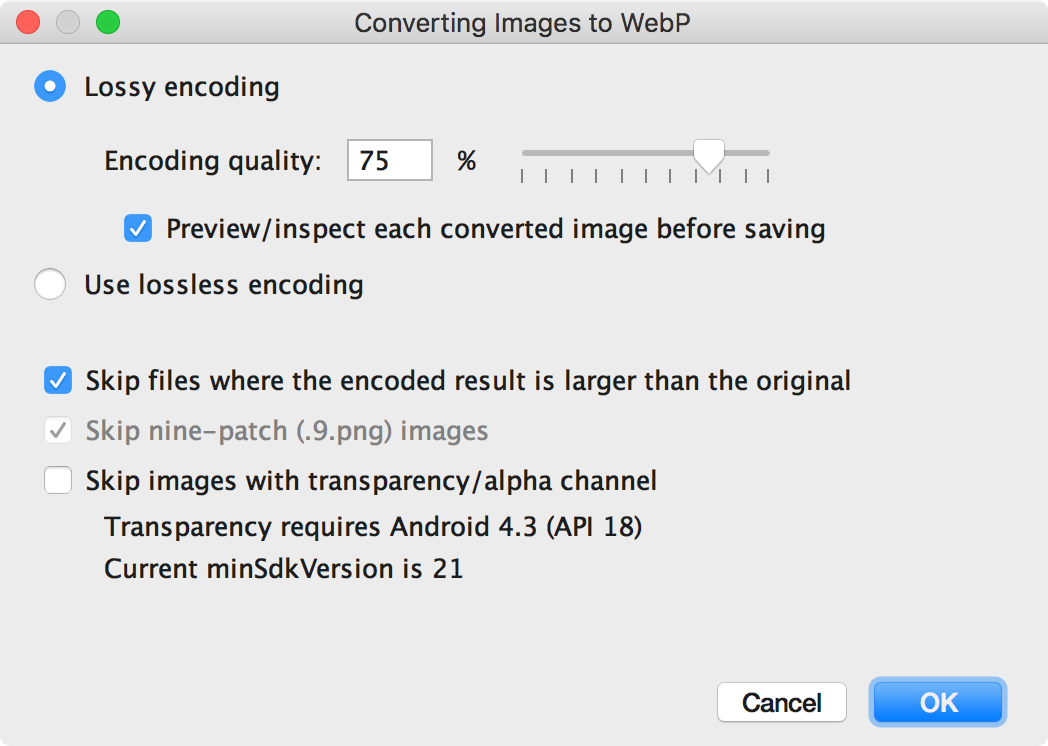 Converting Images to WebP
Lossy encoding
Encoding quality: 75 %
Preview/inspect each converted image before saving
Use lossless encoding
Skip files where the encoded result is larger than the original
Skip nine-patch (.9.png) images
Skip images with transparency/alpha channel
Transparency requires Android 4.3 (API 18)
Current minSdkVersion is 21
Cancel OK